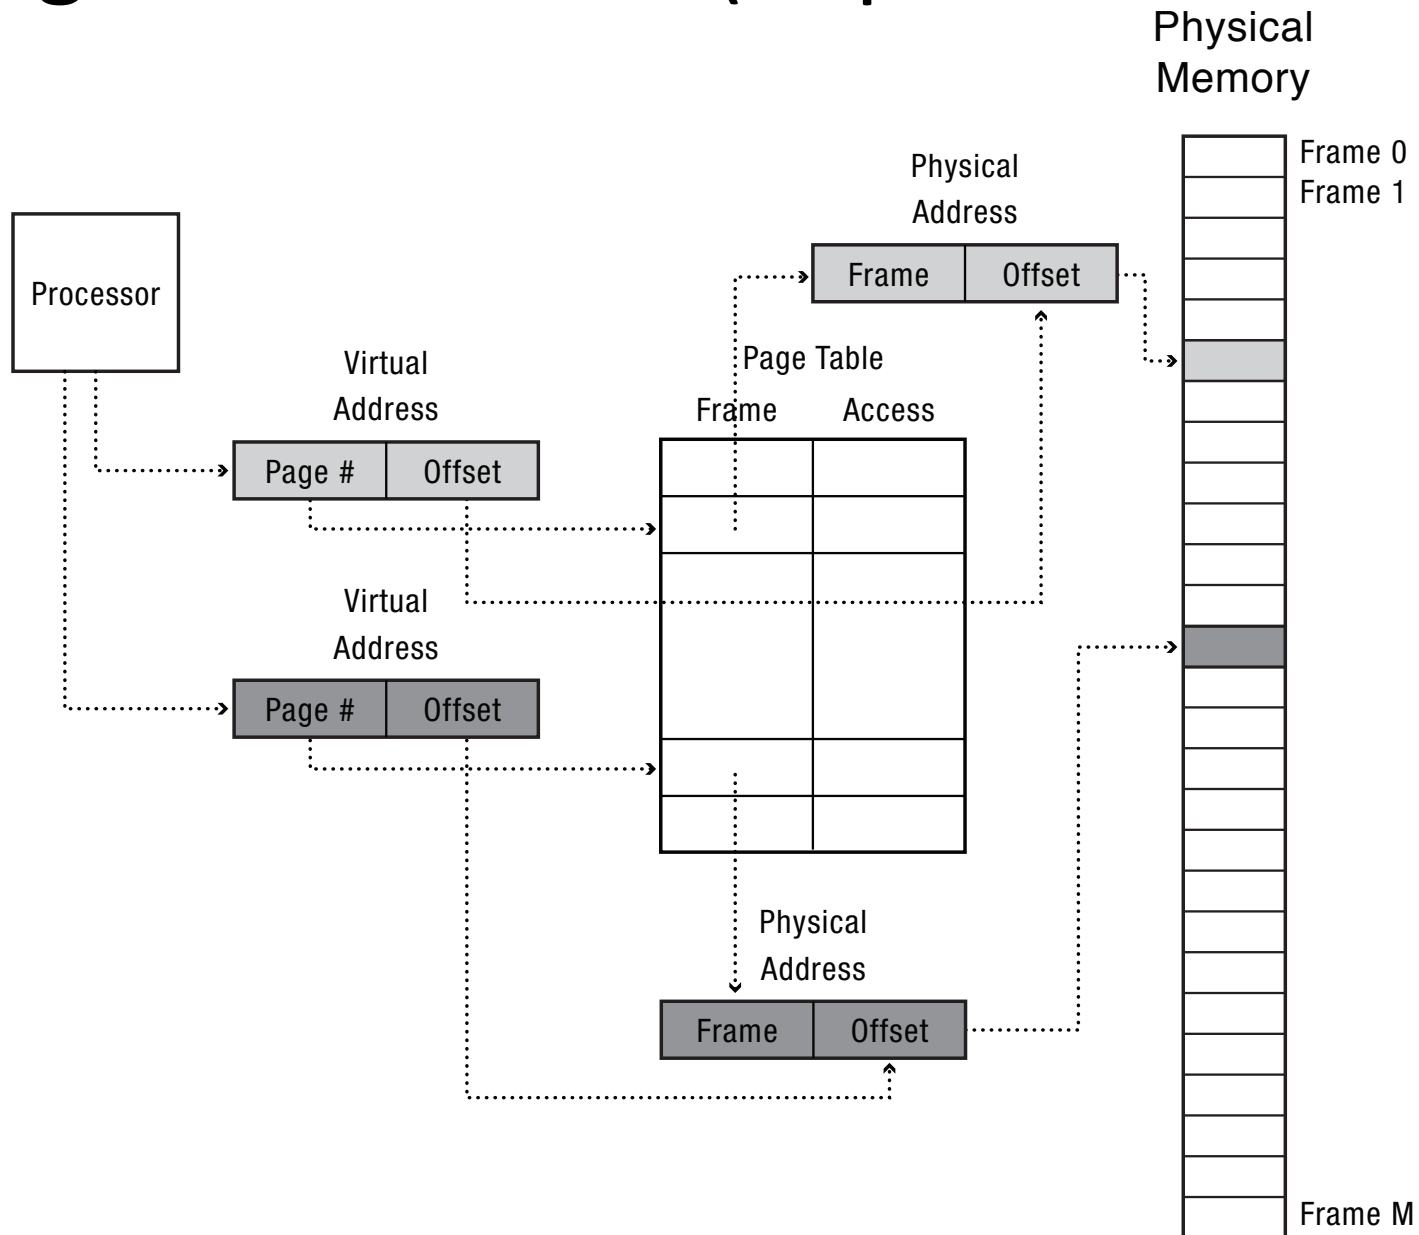 Physical
Memory
Frame 0
Physical
Address
Frame 1
Frame Offset
Processor
Virtual
Address
Page Table
Frame Access
Page # Offset
Virtual
Address
Page # Offset
Physical
Address
Frame Offset
Frame M